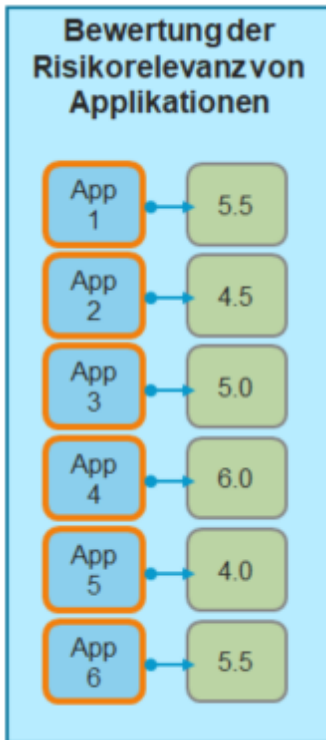 Bewertung der
Risikorelevanz von
Applikationen
App
1
5.5
App
2
4.5
App
3
5.0
App
4
6.0
App
5
4.0
App
6
5.5